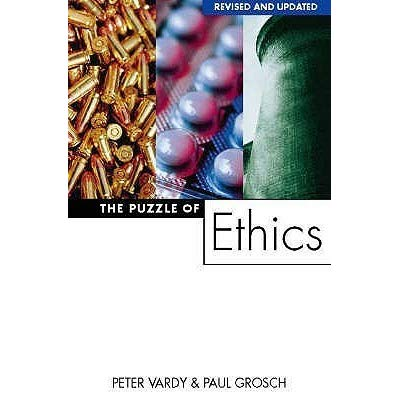 REVISED AND UPDATED
THE PUZZLE OF
Ethics
PETER VARDY & PAUL GROSCH